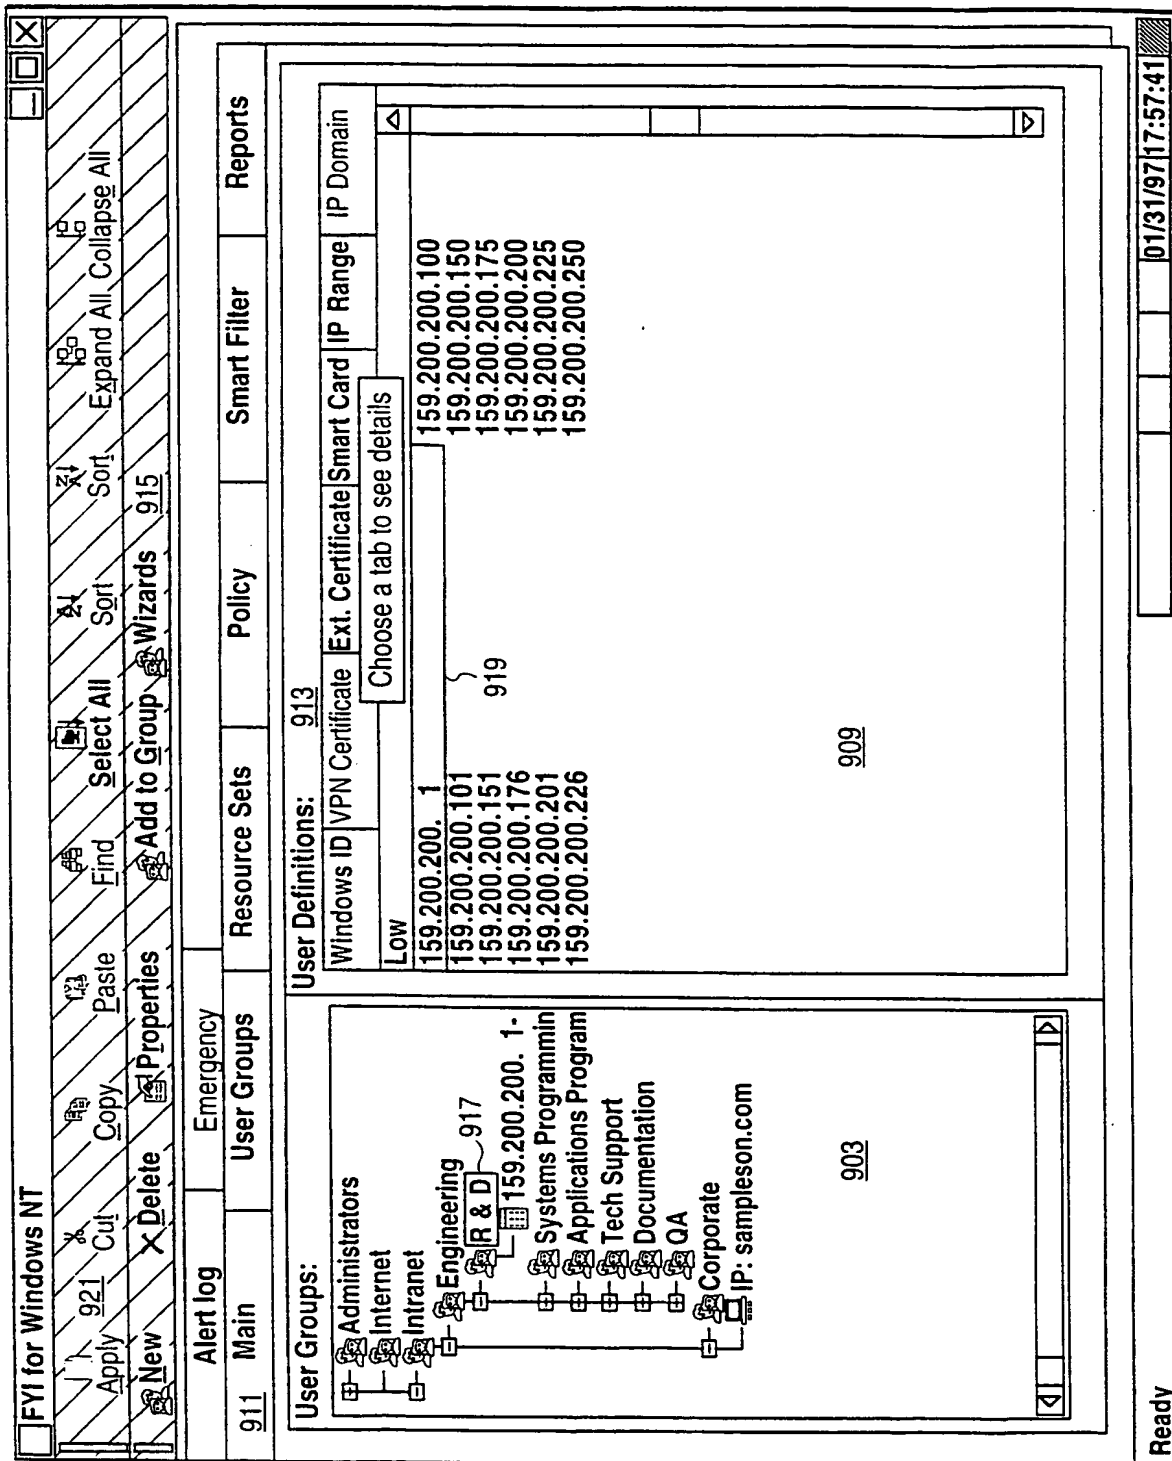 FYI for Windows NT
Apply 921 Cut Copy Paste Find Select All Sort Sort Expand All Collapse All
New Delete Properties Add to Group Wizards 915
Alert log Emergency
911 Main User Groups Resource Sets Policy Smart Filter Reports
User Groups:
Administrators
Internet
Intranet
Engineering
R & D 917
159.200.200. 1-
Systems Programmin
Applications Program
Tech Support
Documentation
QA
Corporate
IP: sampleson.com
903
User Definitions: 913
Windows ID VPN Certificate Ext. Certificate Smart Card IP Range IP Domain
Low
Choose a tab to see details
159.200.200. 1 159.200.200.100
159.200.200.101 159.200.200.150
159.200.200.151 159.200.200.175
159.200.200.176 159.200.200.200
159.200.200.201 159.200.200.225
159.200.200.226 159.200.200.250
919
909
Ready 01/31/97 17:57:41